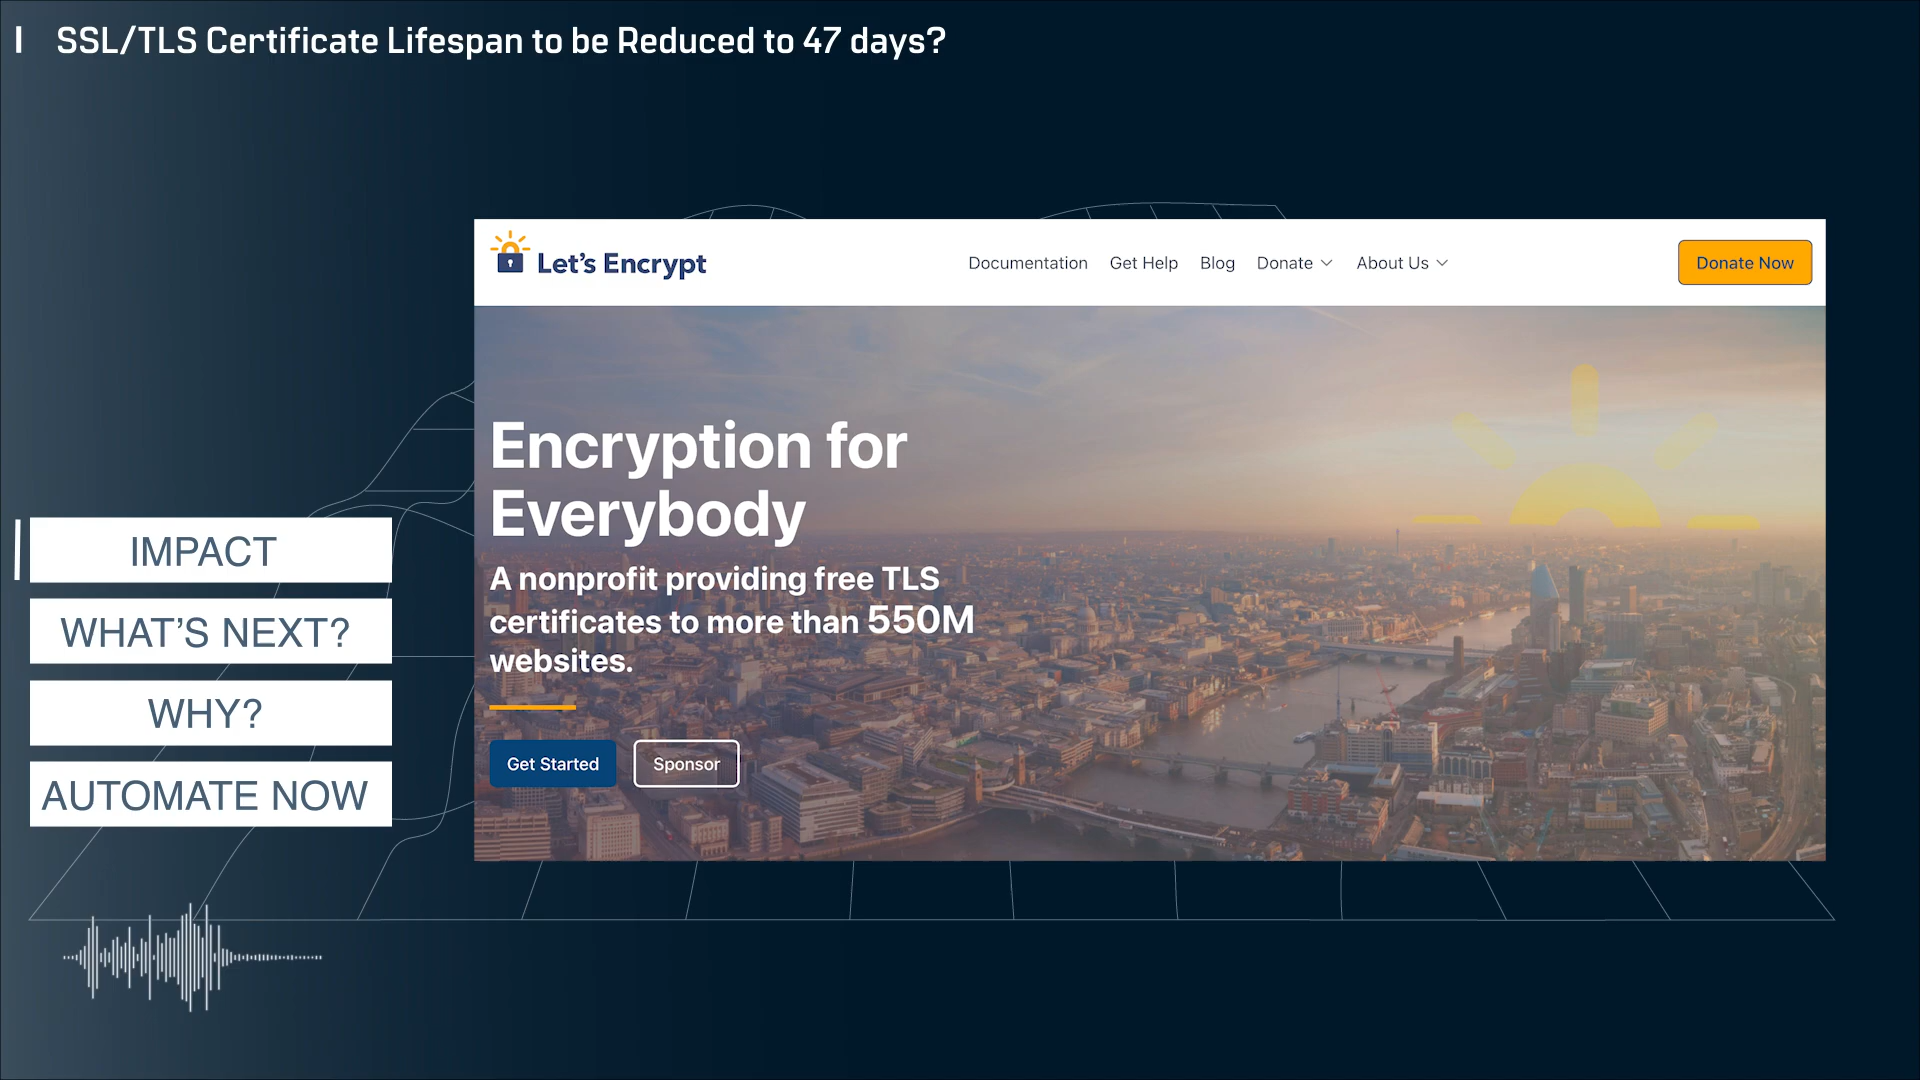 SSL/TLS Certificate Lifespan to be Reduced to 47 days?
Let's Encrypt
Documentation
Get Help
Blog
Donate
About Us
Donate Now
Encryption for
Everybody
A nonprofit providing free TLS
certificates to more than 550M
websites.
Get Started
Sponsor
IMPACT
WHAT'S NEXT?
WHY?
AUTOMATE NOW